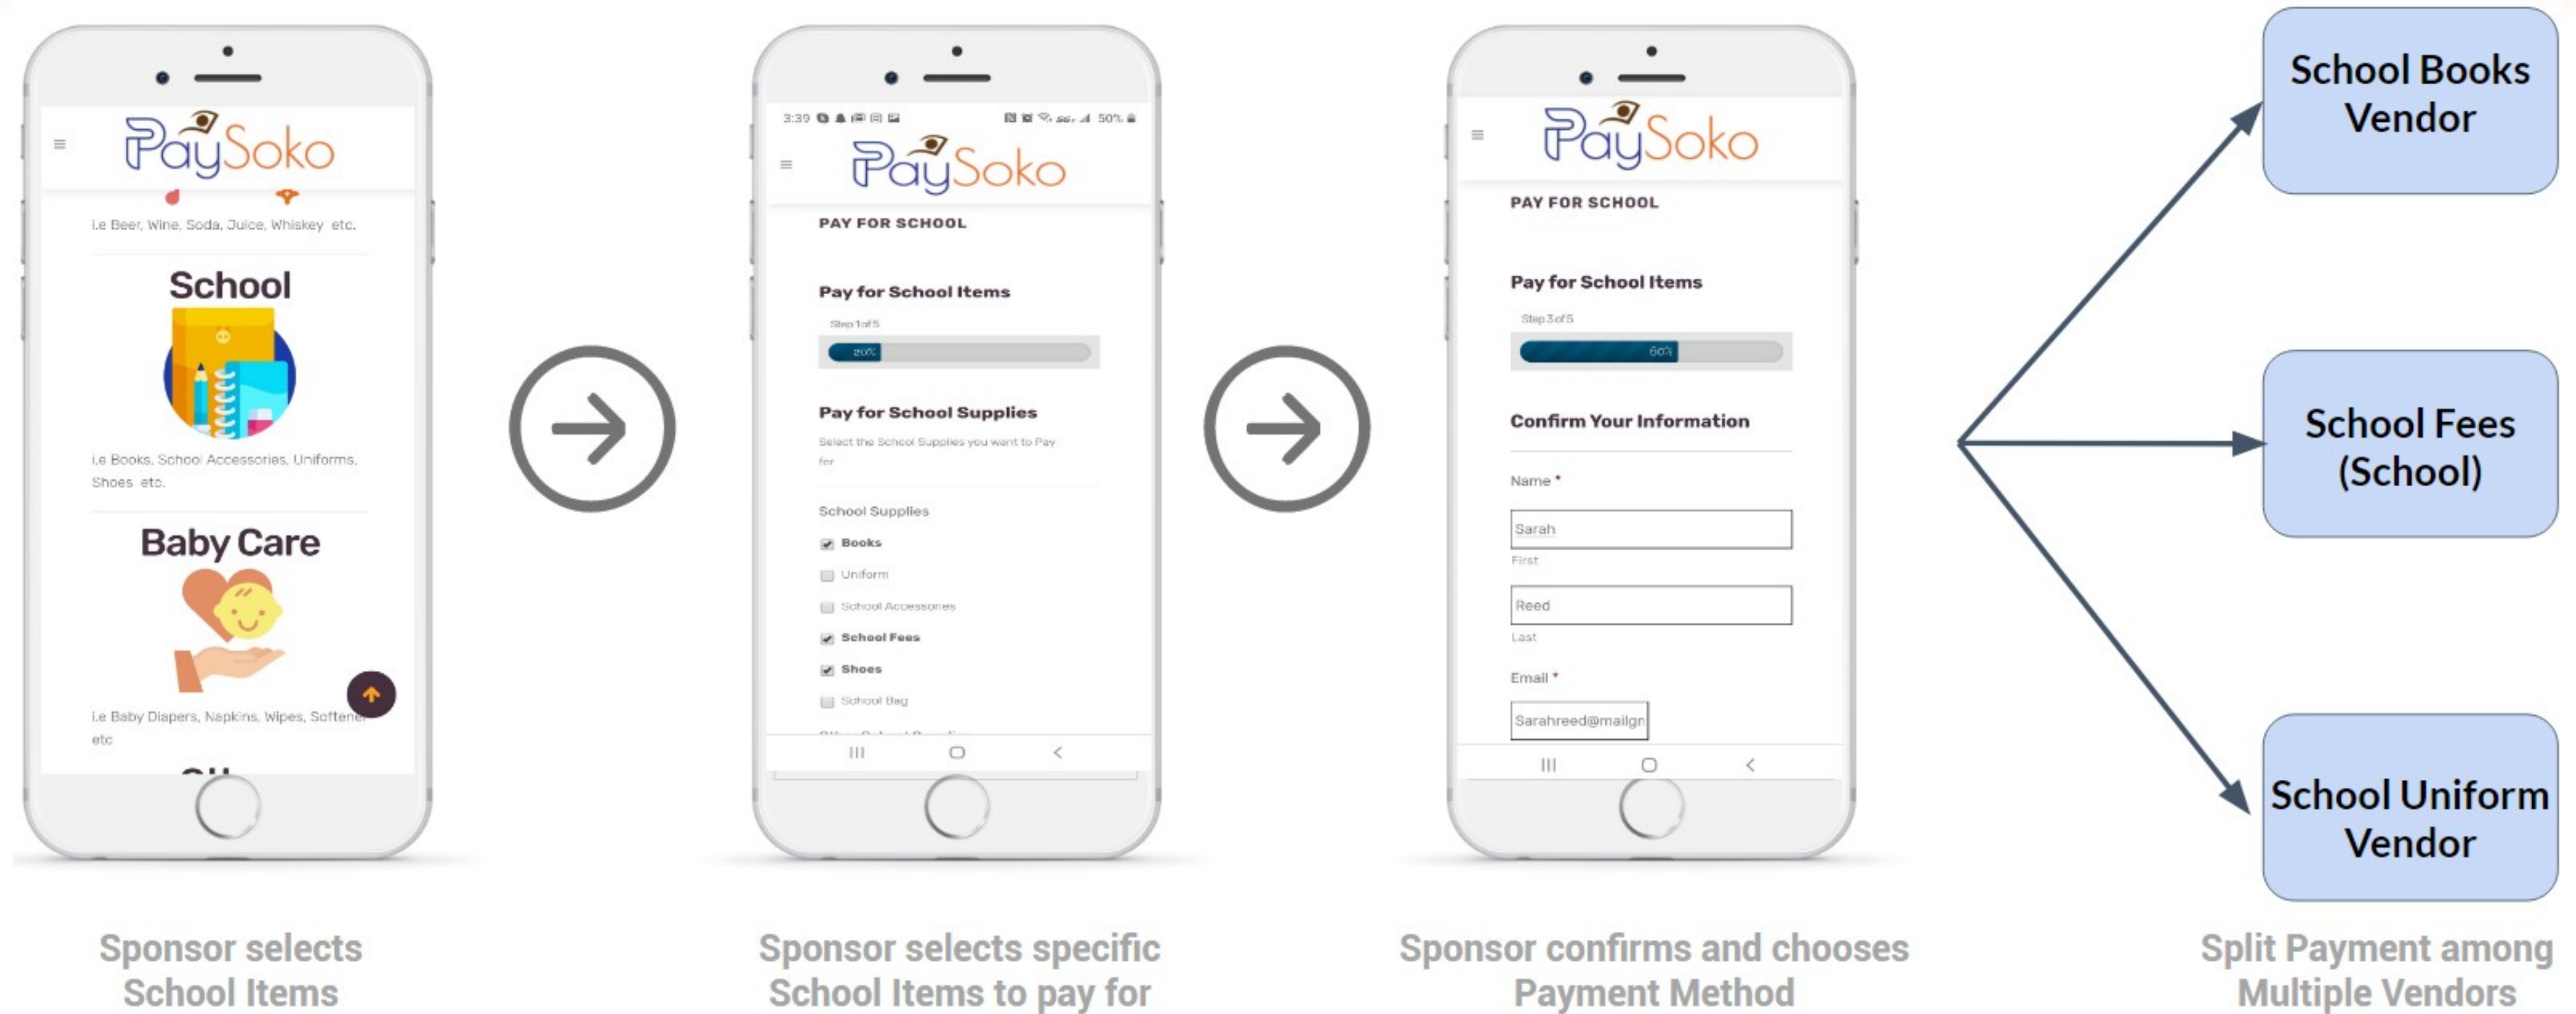 PaySoko
i.e Beer, Wine, Soda, Juice, Whiskey etc.
School
i.e Books, School Accessories, Uniforms,
Shoes etc.
Baby Care
i.e Baby Diapers, Napkins, Wipes, Softener
etc
Sponsor selects
School Items
3:39
50%
PaySoko
PAY FOR SCHOOL
Pay for School Items
Step 1 of 5
20%
Pay for School Supplies
Select the School Supplies you want to Pay
for
School Supplies
Books
Uniform
School Accessories
School Fees
Shoes
School Bag
Sponsor selects specific
School Items to pay for
PaySoko
PAY FOR SCHOOL
Pay for School Items
Step 3 of 5
60%
Confirm Your Information
Name *
Sarah
First
Reed
Last
Email *
Sarahreed@mailgn
Sponsor confirms and chooses
Payment Method
School Books
Vendor
School Fees
(School)
School Uniform
Vendor
Split Payment among
Multiple Vendors